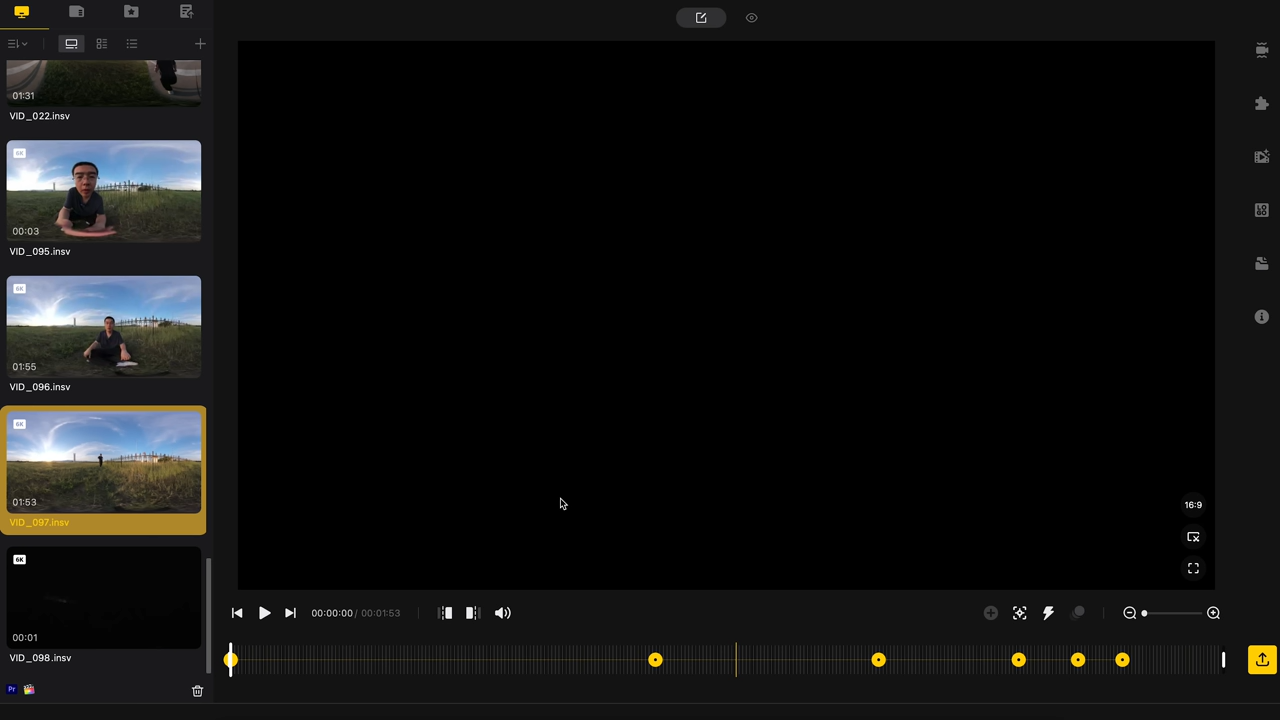 01:31
VID_022.insv
6K
00:03
VID_095.insv
6K
01:55
VID_096.insv
6K
01:53
VID_097.insv
6K
00:01
VID_098.insv
Pr
16:9
00:00:00 / 00:01:53